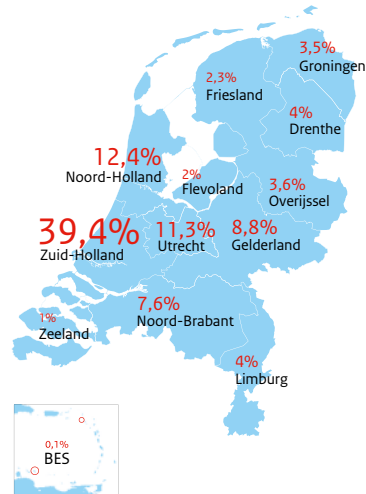 3,5%
Groningen
2,3%
Friesland
4%
Drenthe
12,4%
Noord-Holland
2%
Flevoland
3,6%
Overijssel
39,4%
Zuid-Holland
11,3%
Utrecht
8,8%
Gelderland
7,6%
Noord-Brabant
1%
Zeeland
4%
Limburg
0,1%
BES